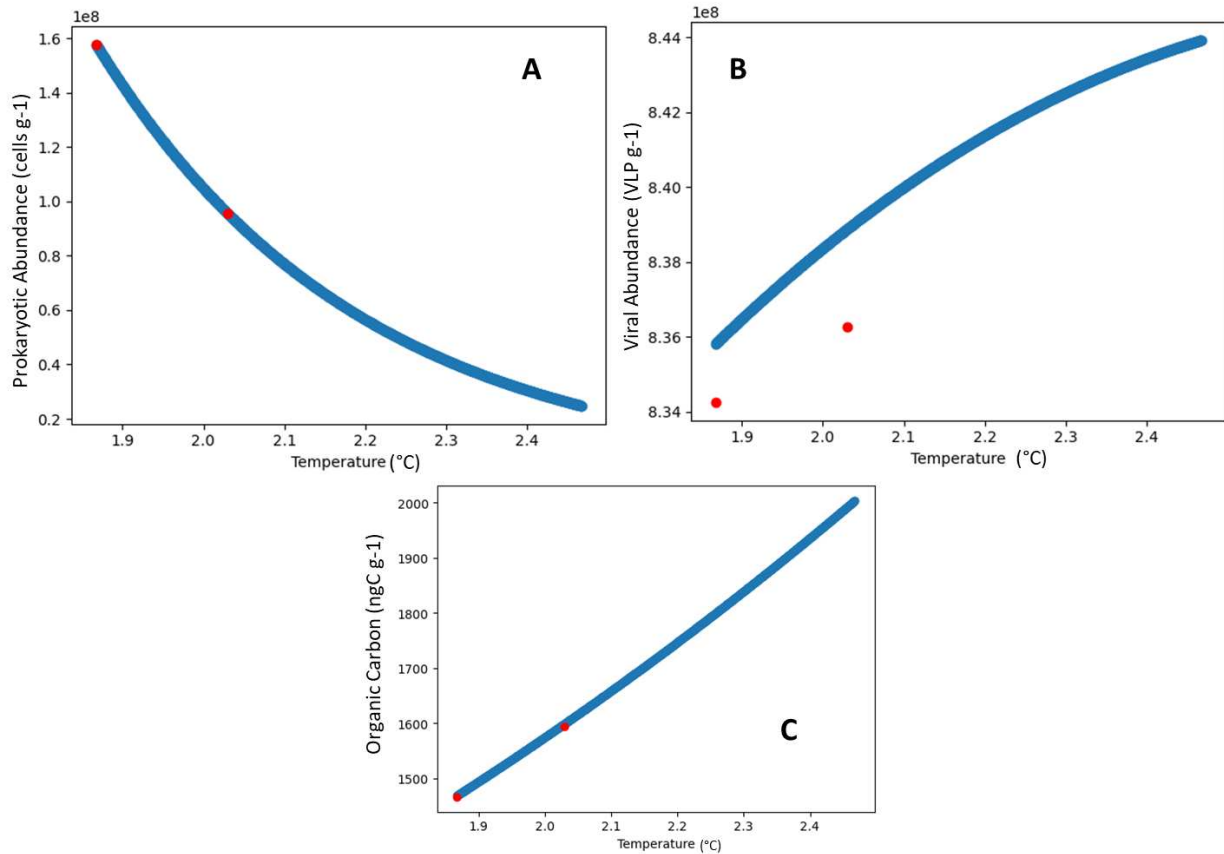 1e8
A
Prokaryotic Abundance (cells g-1)
1.6
1.4
1.2
1.0
0.8
0.6
0.4
0.2
1.9 2.0 2.1 2.2 2.3 2.4
Temperature (°C)
1e8
B
Viral Abundance (VLP g-1)
8.44
8.42
8.40
8.38
8.36
8.34
1.9 2.0 2.1 2.2 2.3 2.4
Temperature (°C)
C
Organic Carbon (ngC g-1)
2000
1900
1800
1700
1600
1500
1.9 2.0 2.1 2.2 2.3 2.4
Temperature (°C)